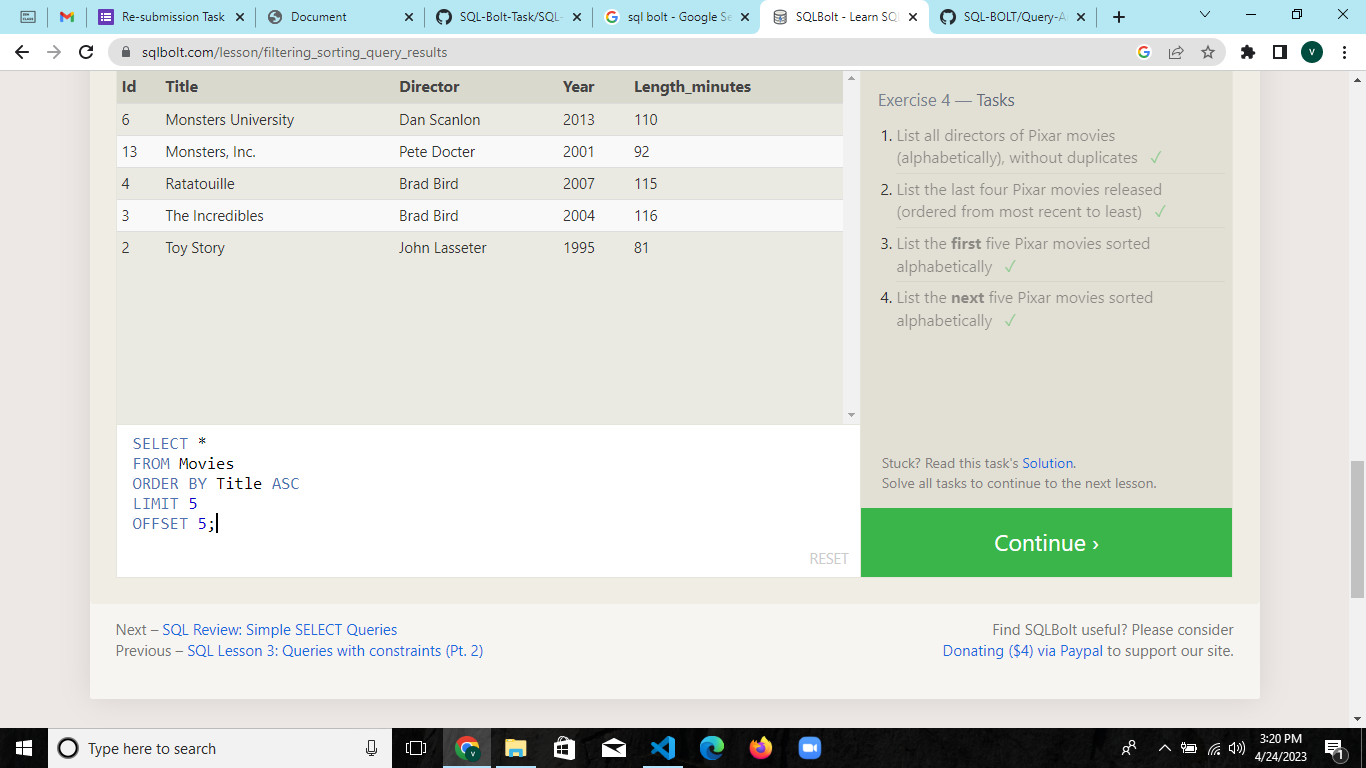 Re-submission Task
Document
SQL-Bolt-Task/SQL-
sql bolt - Google Se
SQLBolt - Learn SQL
SQL-BOLT/Query-A
sqlbolt.com/lesson/filtering_sorting_query_results
V
Id Title Director Year Length_minutes
6 Monsters University Dan Scanlon 2013 110
13 Monsters, Inc. Pete Docter 2001 92
4 Ratatouille Brad Bird 2007 115
3 The Incredibles Brad Bird 2004 116
2 Toy Story John Lasseter 1995 81
SELECT *
FROM Movies
ORDER BY Title ASC
LIMIT 5
OFFSET 5;
RESET
Exercise 4 — Tasks
1. List all directors of Pixar movies
(alphabetically), without duplicates ✓
2. List the last four Pixar movies released
(ordered from most recent to least) ✓
3. List the first five Pixar movies sorted
alphabetically ✓
4. List the next five Pixar movies sorted
alphabetically ✓
Stuck? Read this task's Solution.
Solve all tasks to continue to the next lesson.
Continue ›
Next – SQL Review: Simple SELECT Queries
Previous – SQL Lesson 3: Queries with constraints (Pt. 2)
Find SQLBolt useful? Please consider
Donating ($4) via Paypal to support our site.
Type here to search
3:20 PM
4/24/2023
1